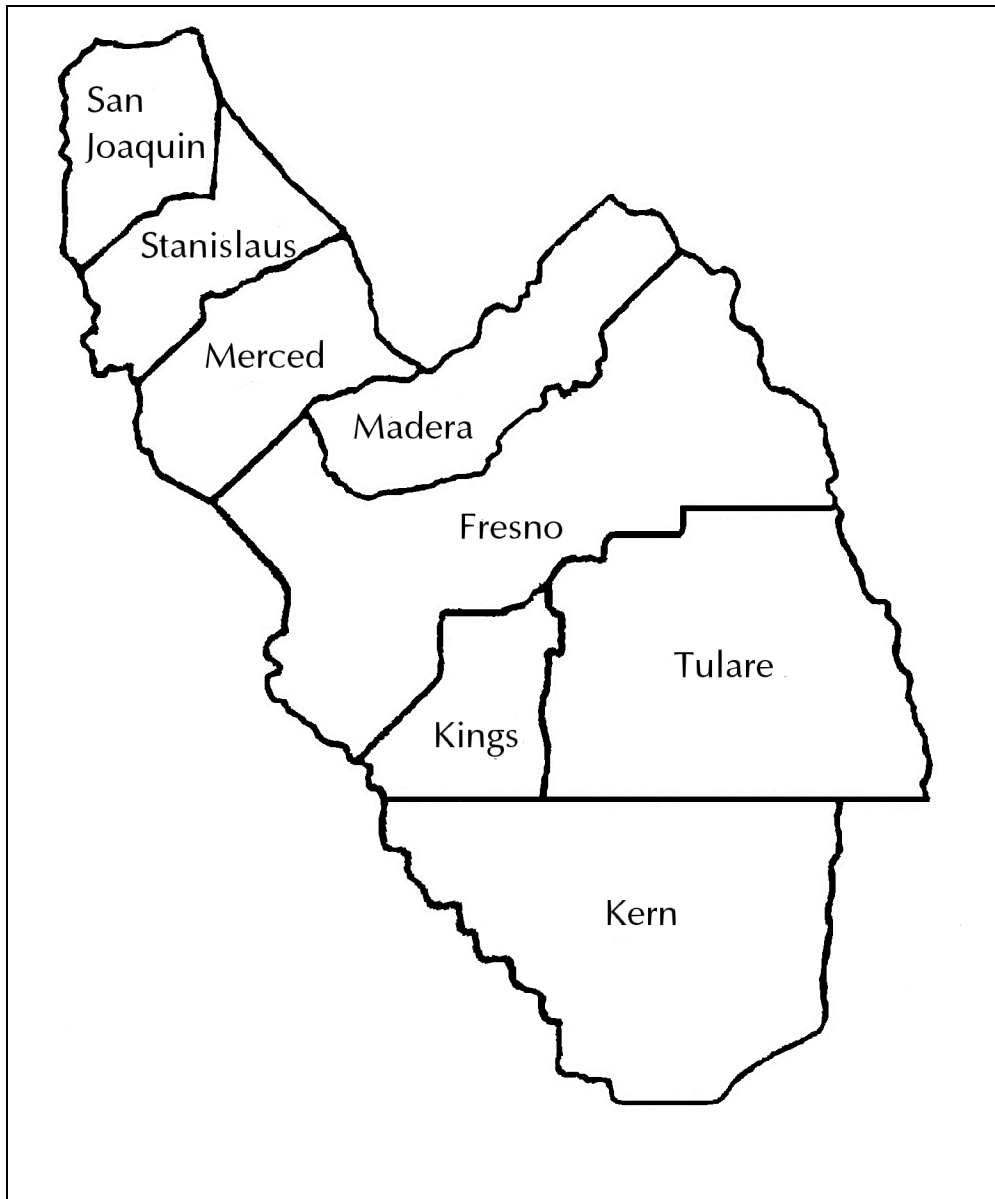 San
Joaquin
Stanislaus
Merced
Madera
Fresno
Tulare
Kings
Kern